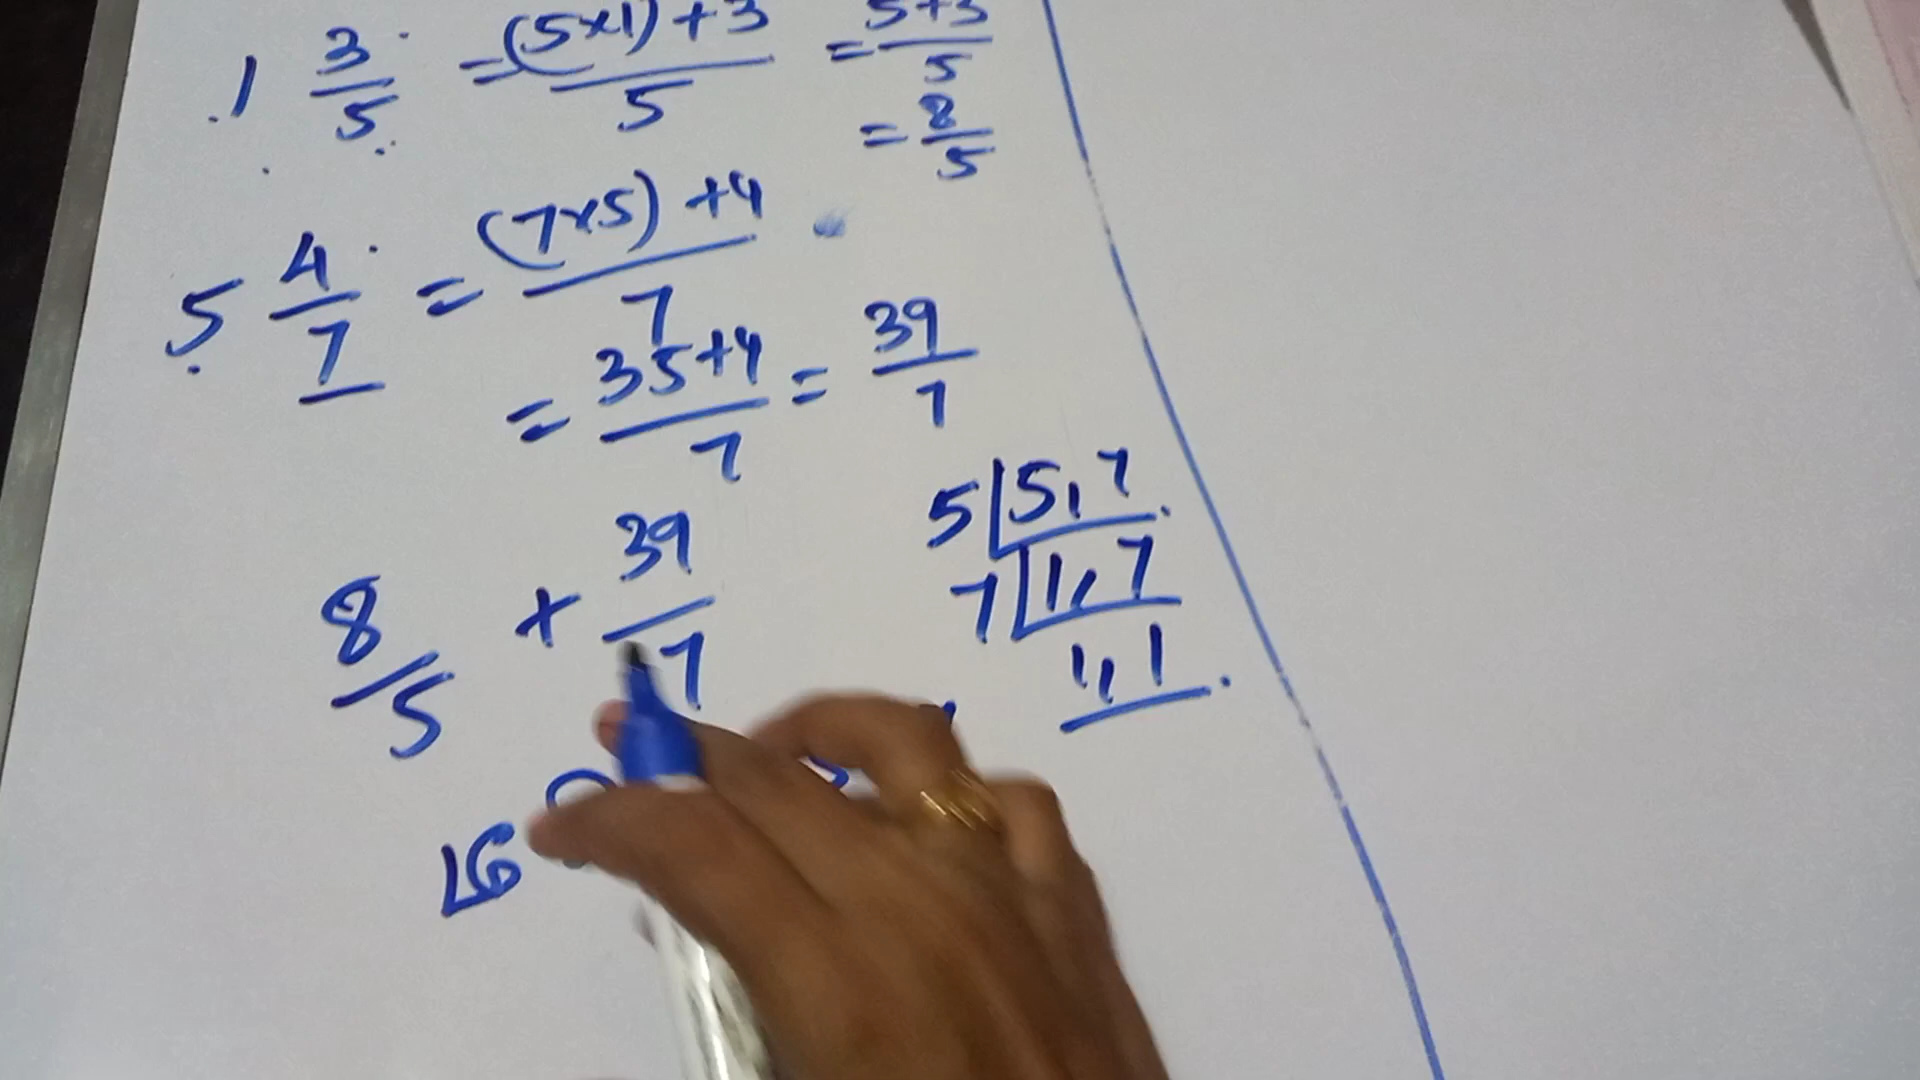 1 3/5 = (5×1)+3/5 = 5+3/5
= 8/5
5 4/7 = (7×5)+4/7
= 35+4/7 = 39/7
8/5 + 39/7
5|5,7
7|1,7
1,1